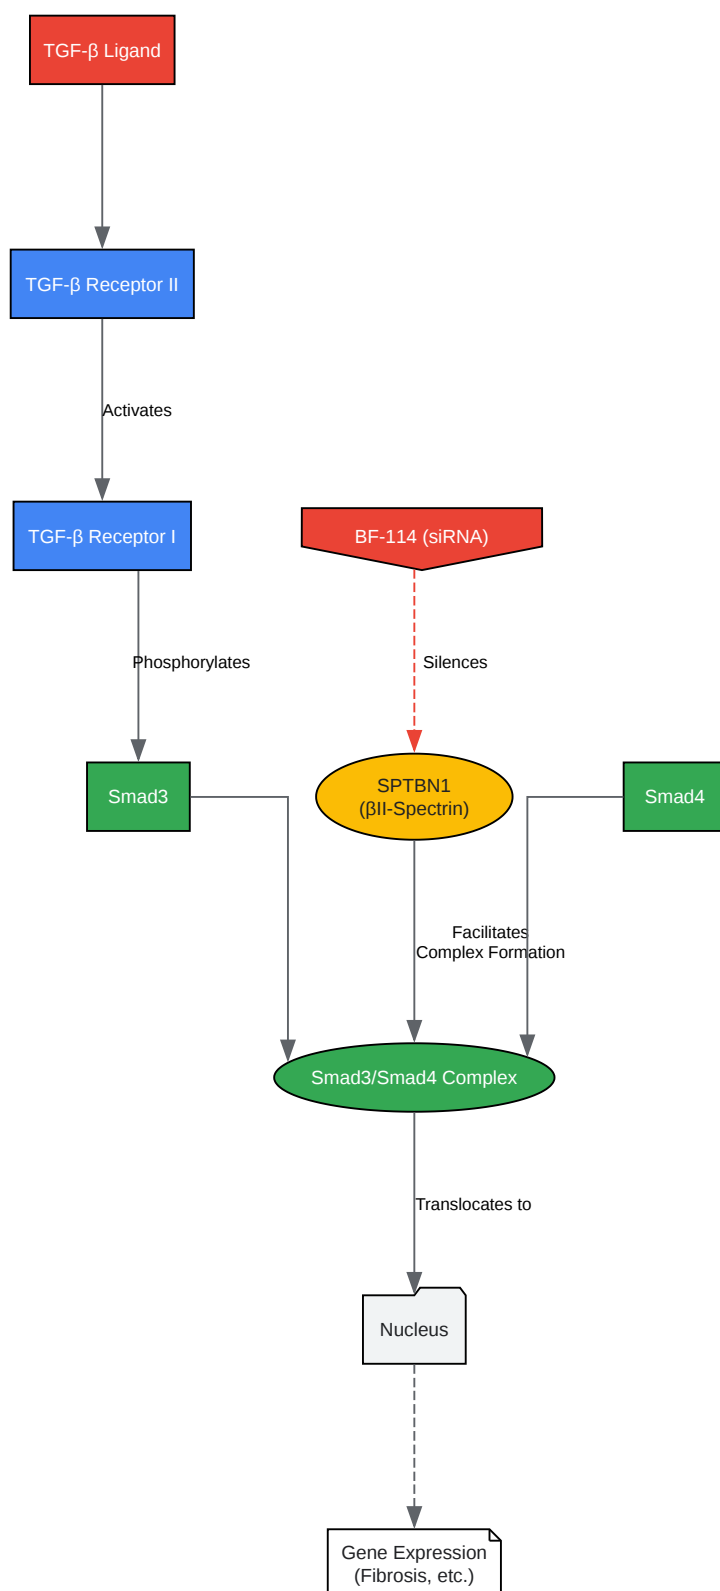 TGF-β Ligand
TGF-β Receptor II
Activates
TGF-β Receptor I
BF-114 (siRNA)
Phosphorylates
Silences
Smad3
SPTBN1
(βII-Spectrin)
Smad4
Facilitates
Complex Formation
Smad3/Smad4 Complex
Translocates to
Nucleus
Gene Expression
(Fibrosis, etc.)